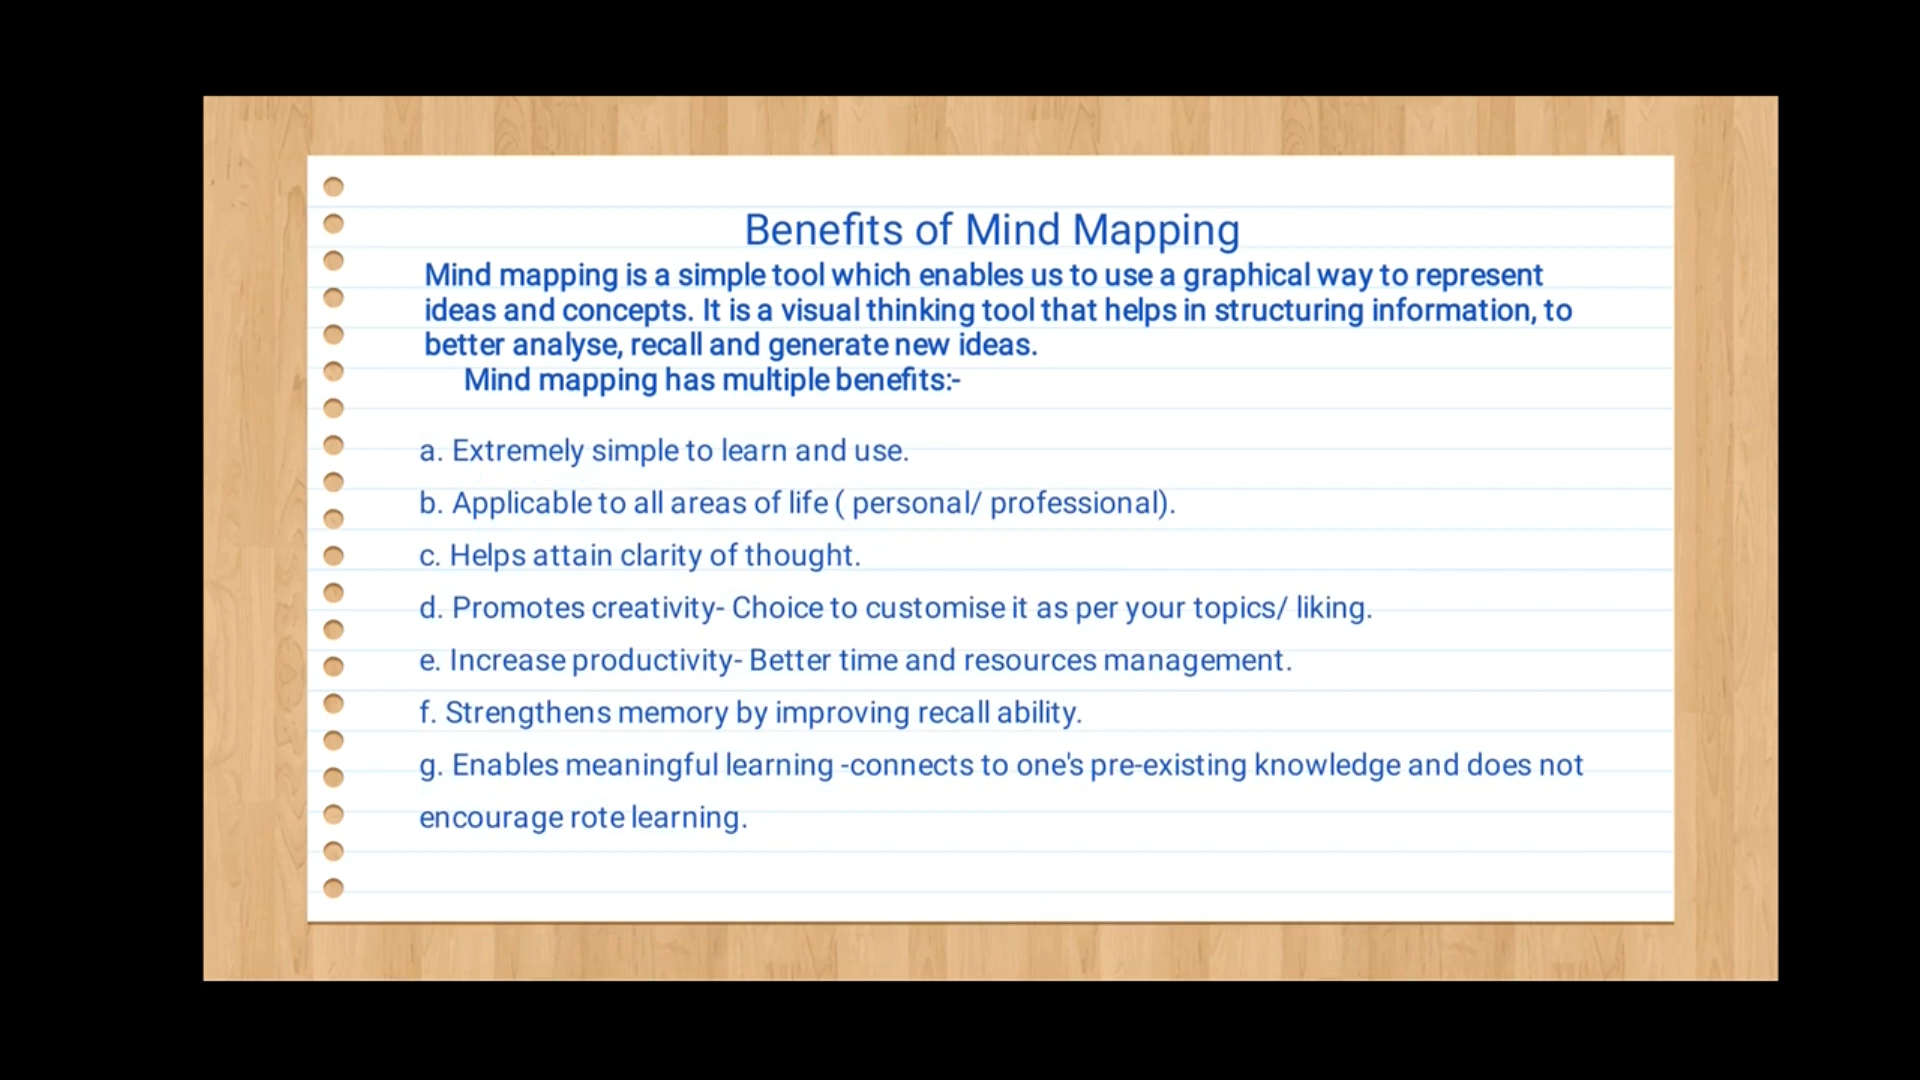 Benefits of Mind Mapping
Mind mapping is a simple tool which enables us to use a graphical way to represent
ideas and concepts. It is a visual thinking tool that helps in structuring information, to
better analyse, recall and generate new ideas.
Mind mapping has multiple benefits:-
a. Extremely simple to learn and use.
b. Applicable to all areas of life ( personal/ professional).
c. Helps attain clarity of thought.
d. Promotes creativity- Choice to customise it as per your topics/ liking.
e. Increase productivity- Better time and resources management.
f. Strengthens memory by improving recall ability.
g. Enables meaningful learning -connects to one's pre-existing knowledge and does not
encourage rote learning.